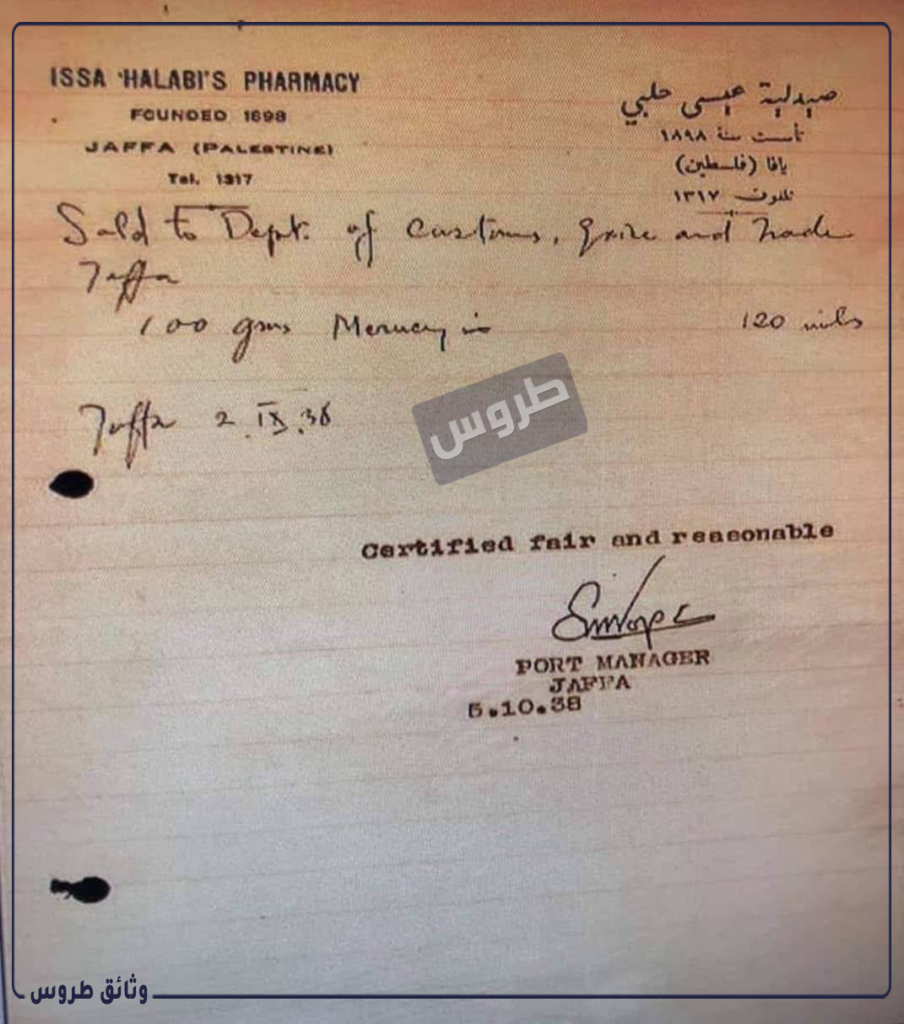 ISSA HALABI'S PHARMACY
FOUNDED 1898
JAFFA (PALESTINE)
Tel. 1317
صيدلية عيسى حلبي
تأسست سنة ١٨٩٨
يافا (فلسطين)
تلفون ١٣١٧
Sold to Dept. of Customs, Excise and Trade
Jaffa
100 gms Mercury 120 mils
Jaffa 2.IX.38
طروس
Certified fair and reasonable
PORT MANAGER
JAFFA
5.10.38
وثائق طروس